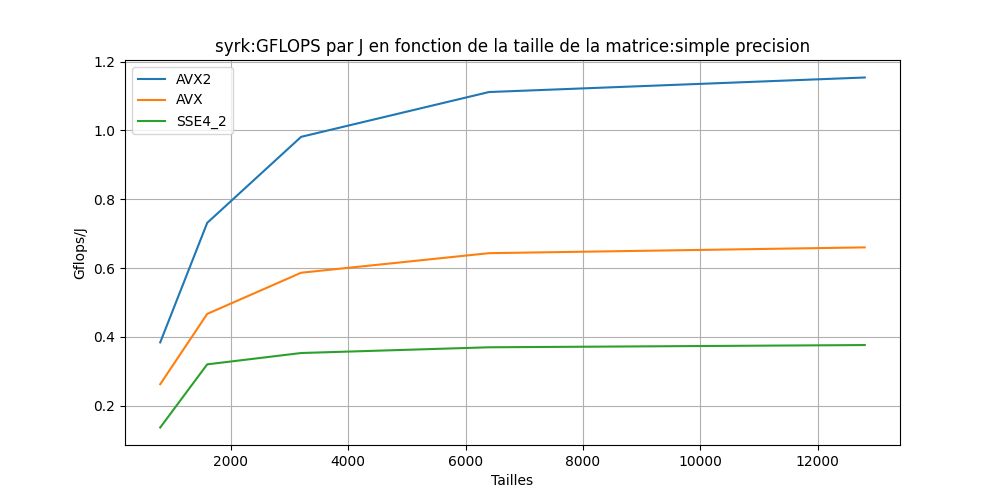 syrk:GFLOPS par J en fonction de la taille de la matrice:simple precision
AVX2
AVX
SSE4_2
1.2
1.0
0.8
0.6
0.4
0.2
Gflops/J
2000
4000
6000
8000
10000
12000
Tailles